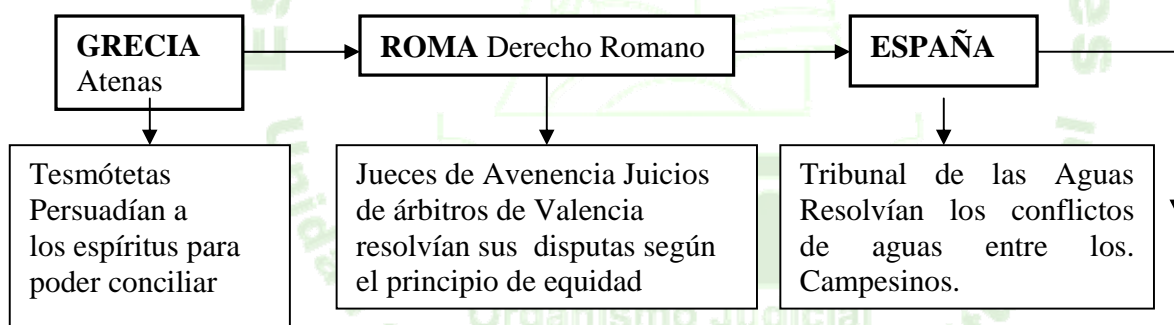 GRECIA
Atenas
ROMA Derecho Romano
ESPAÑA
Tesmótetas
Persuadían a
los espíritus para
poder conciliar
Jueces de Avenencia Juicios
de árbitros de Valencia
resolvían sus disputas según
el principio de equidad
Tribunal de las Aguas
Resolvían los conflictos
de aguas entre los.
Campesinos.
Organismo Judicial